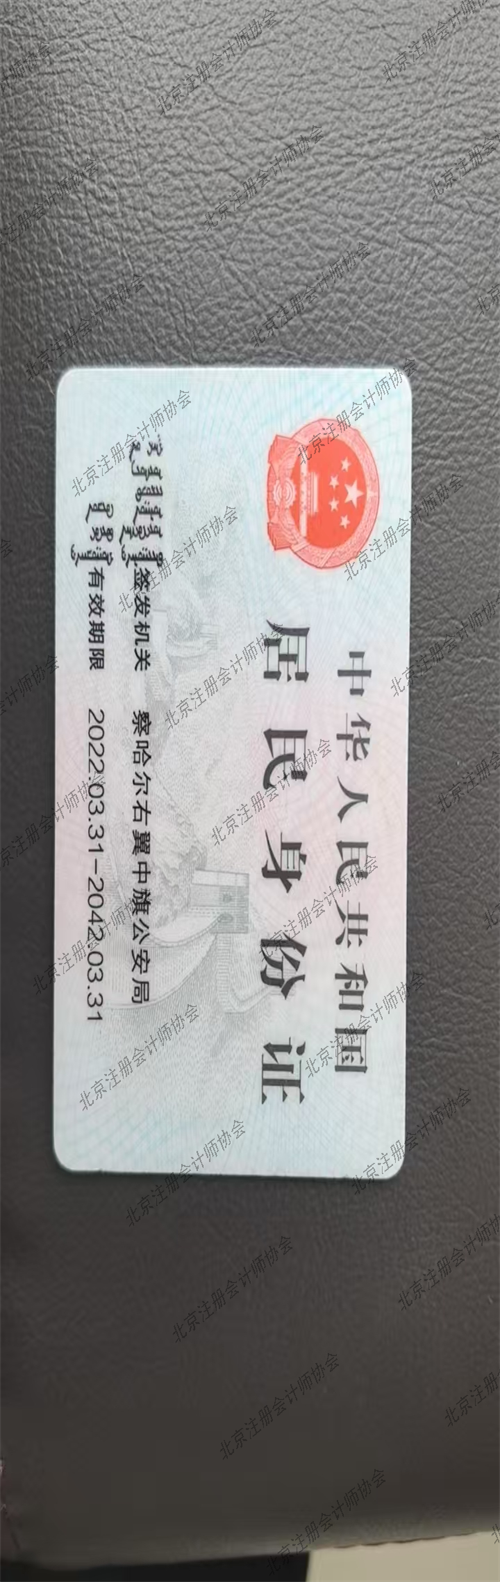 中华人民共和国
居民身份证
签发机关 察哈尔右翼中旗公安局
有效期限 2022.03.31-2042.03.31
北京注册会计师协会